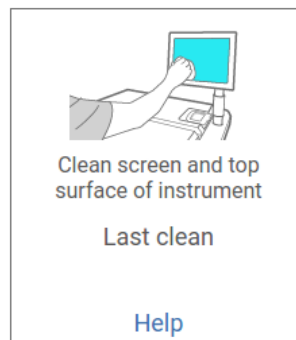 Clean screen and top
surface of instrument
Last clean
Help